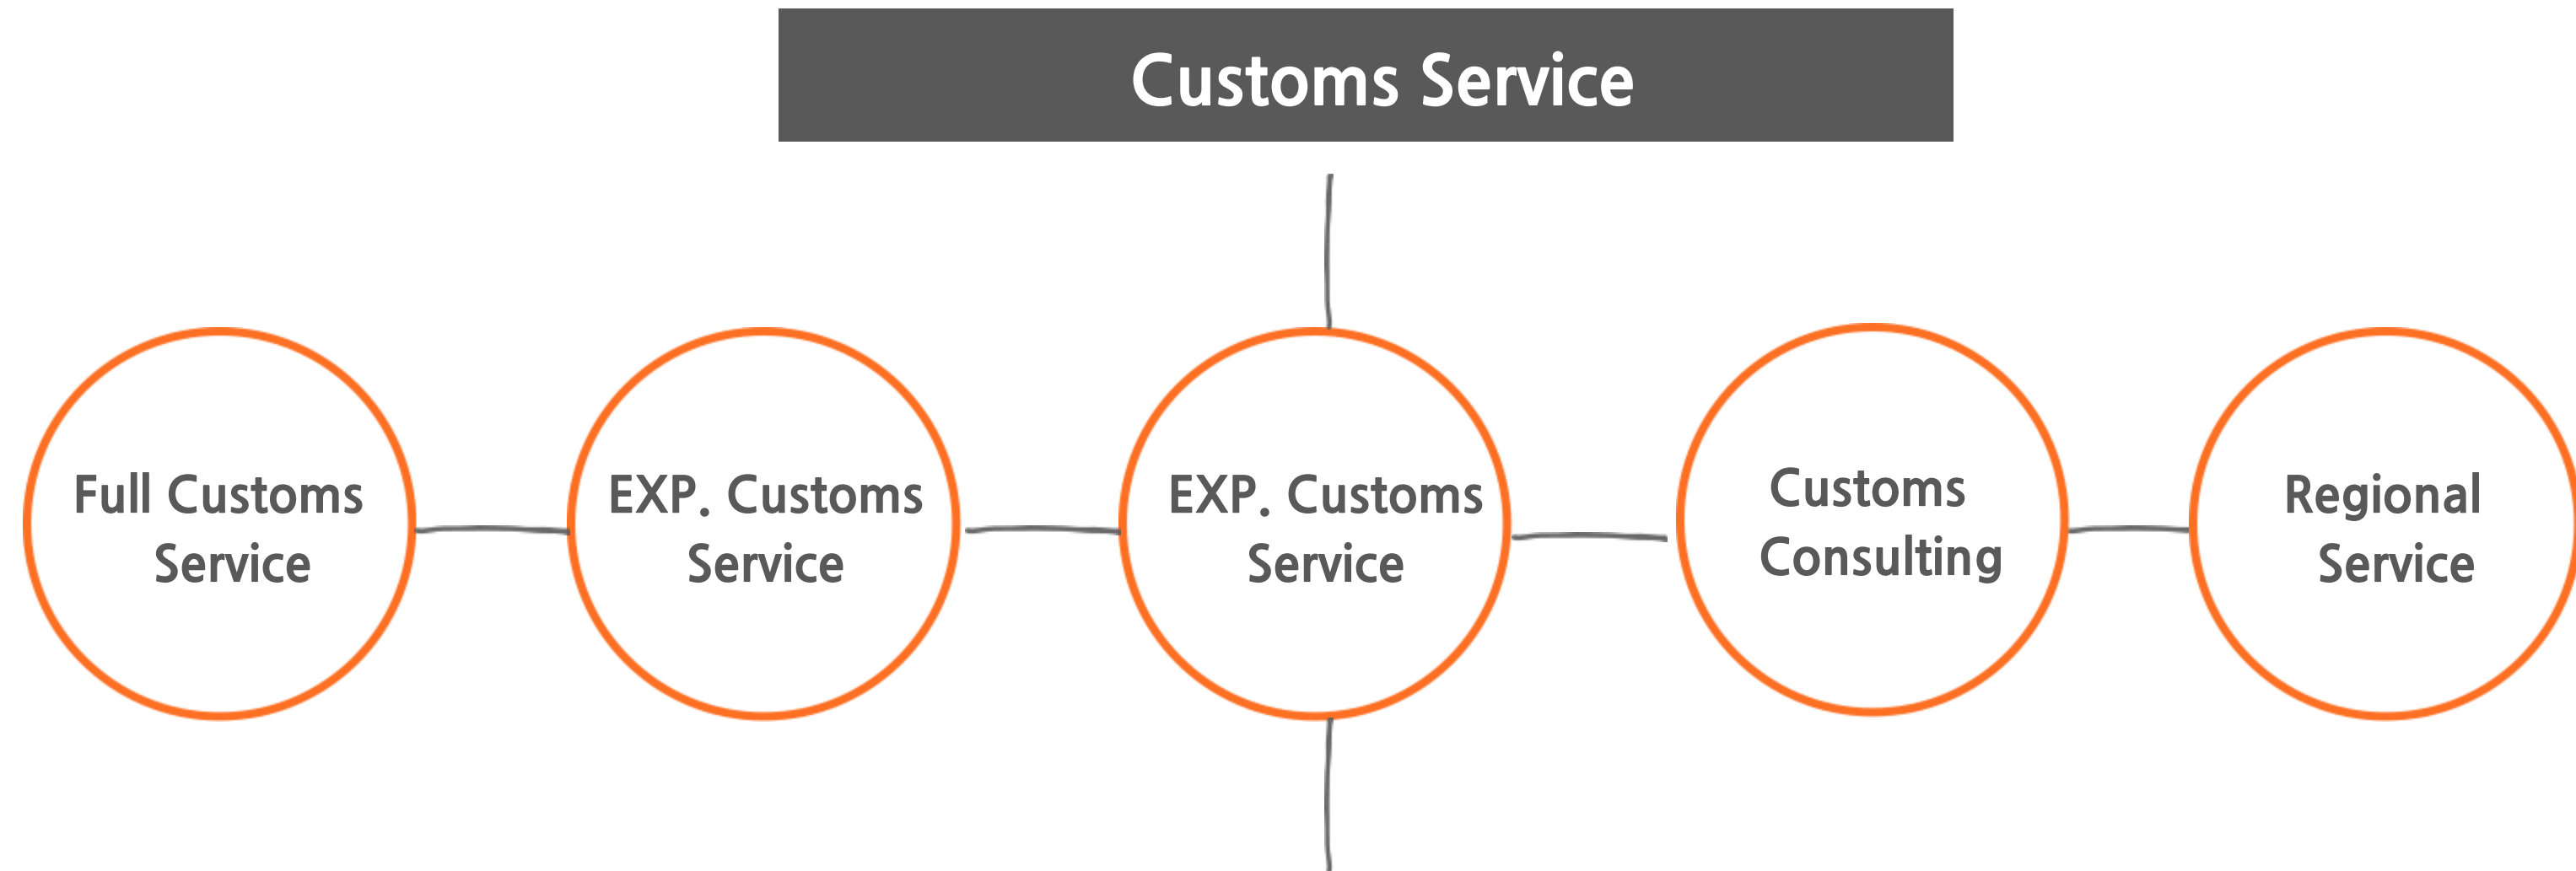 Customs Service
Full Customs
Service
EXP. Customs
Service
EXP. Customs
Service
Customs
Consulting
Regional
Service